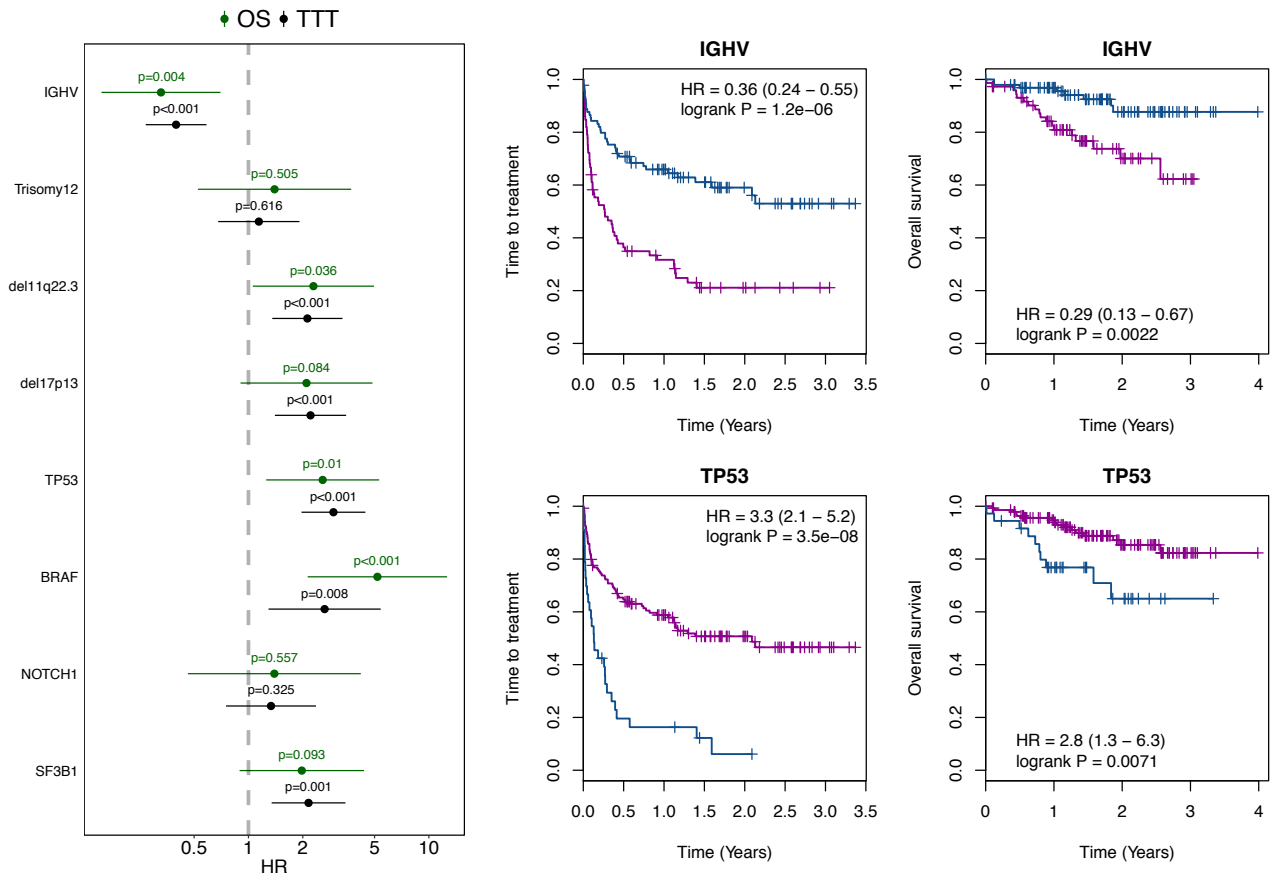 OS TTT
IGHV
p=0.004
p<0.001
Trisomy12
p=0.505
p=0.616
del11q22.3
p=0.036
p<0.001
del17p13
p=0.084
p<0.001
TP53
p=0.01
p<0.001
BRAF
p<0.001
p=0.008
NOTCH1
p=0.557
p=0.325
SF3B1
p=0.093
p=0.001
0.5 1 2 5 10
HR
IGHV
HR = 0.36 (0.24 − 0.55)
logrank P = 1.2e−06
Time to treatment
1.0
0.8
0.6
0.4
0.2
0.0
0.0 0.5 1.0 1.5 2.0 2.5 3.0 3.5
Time (Years)
IGHV
Overall survival
1.0
0.8
0.6
0.4
0.2
0.0
HR = 0.29 (0.13 − 0.67)
logrank P = 0.0022
0 1 2 3 4
Time (Years)
TP53
HR = 3.3 (2.1 − 5.2)
logrank P = 3.5e−08
Time to treatment
1.0
0.8
0.6
0.4
0.2
0.0
0.0 0.5 1.0 1.5 2.0 2.5 3.0 3.5
Time (Years)
TP53
Overall survival
1.0
0.8
0.6
0.4
0.2
0.0
HR = 2.8 (1.3 − 6.3)
logrank P = 0.0071
0 1 2 3 4
Time (Years)